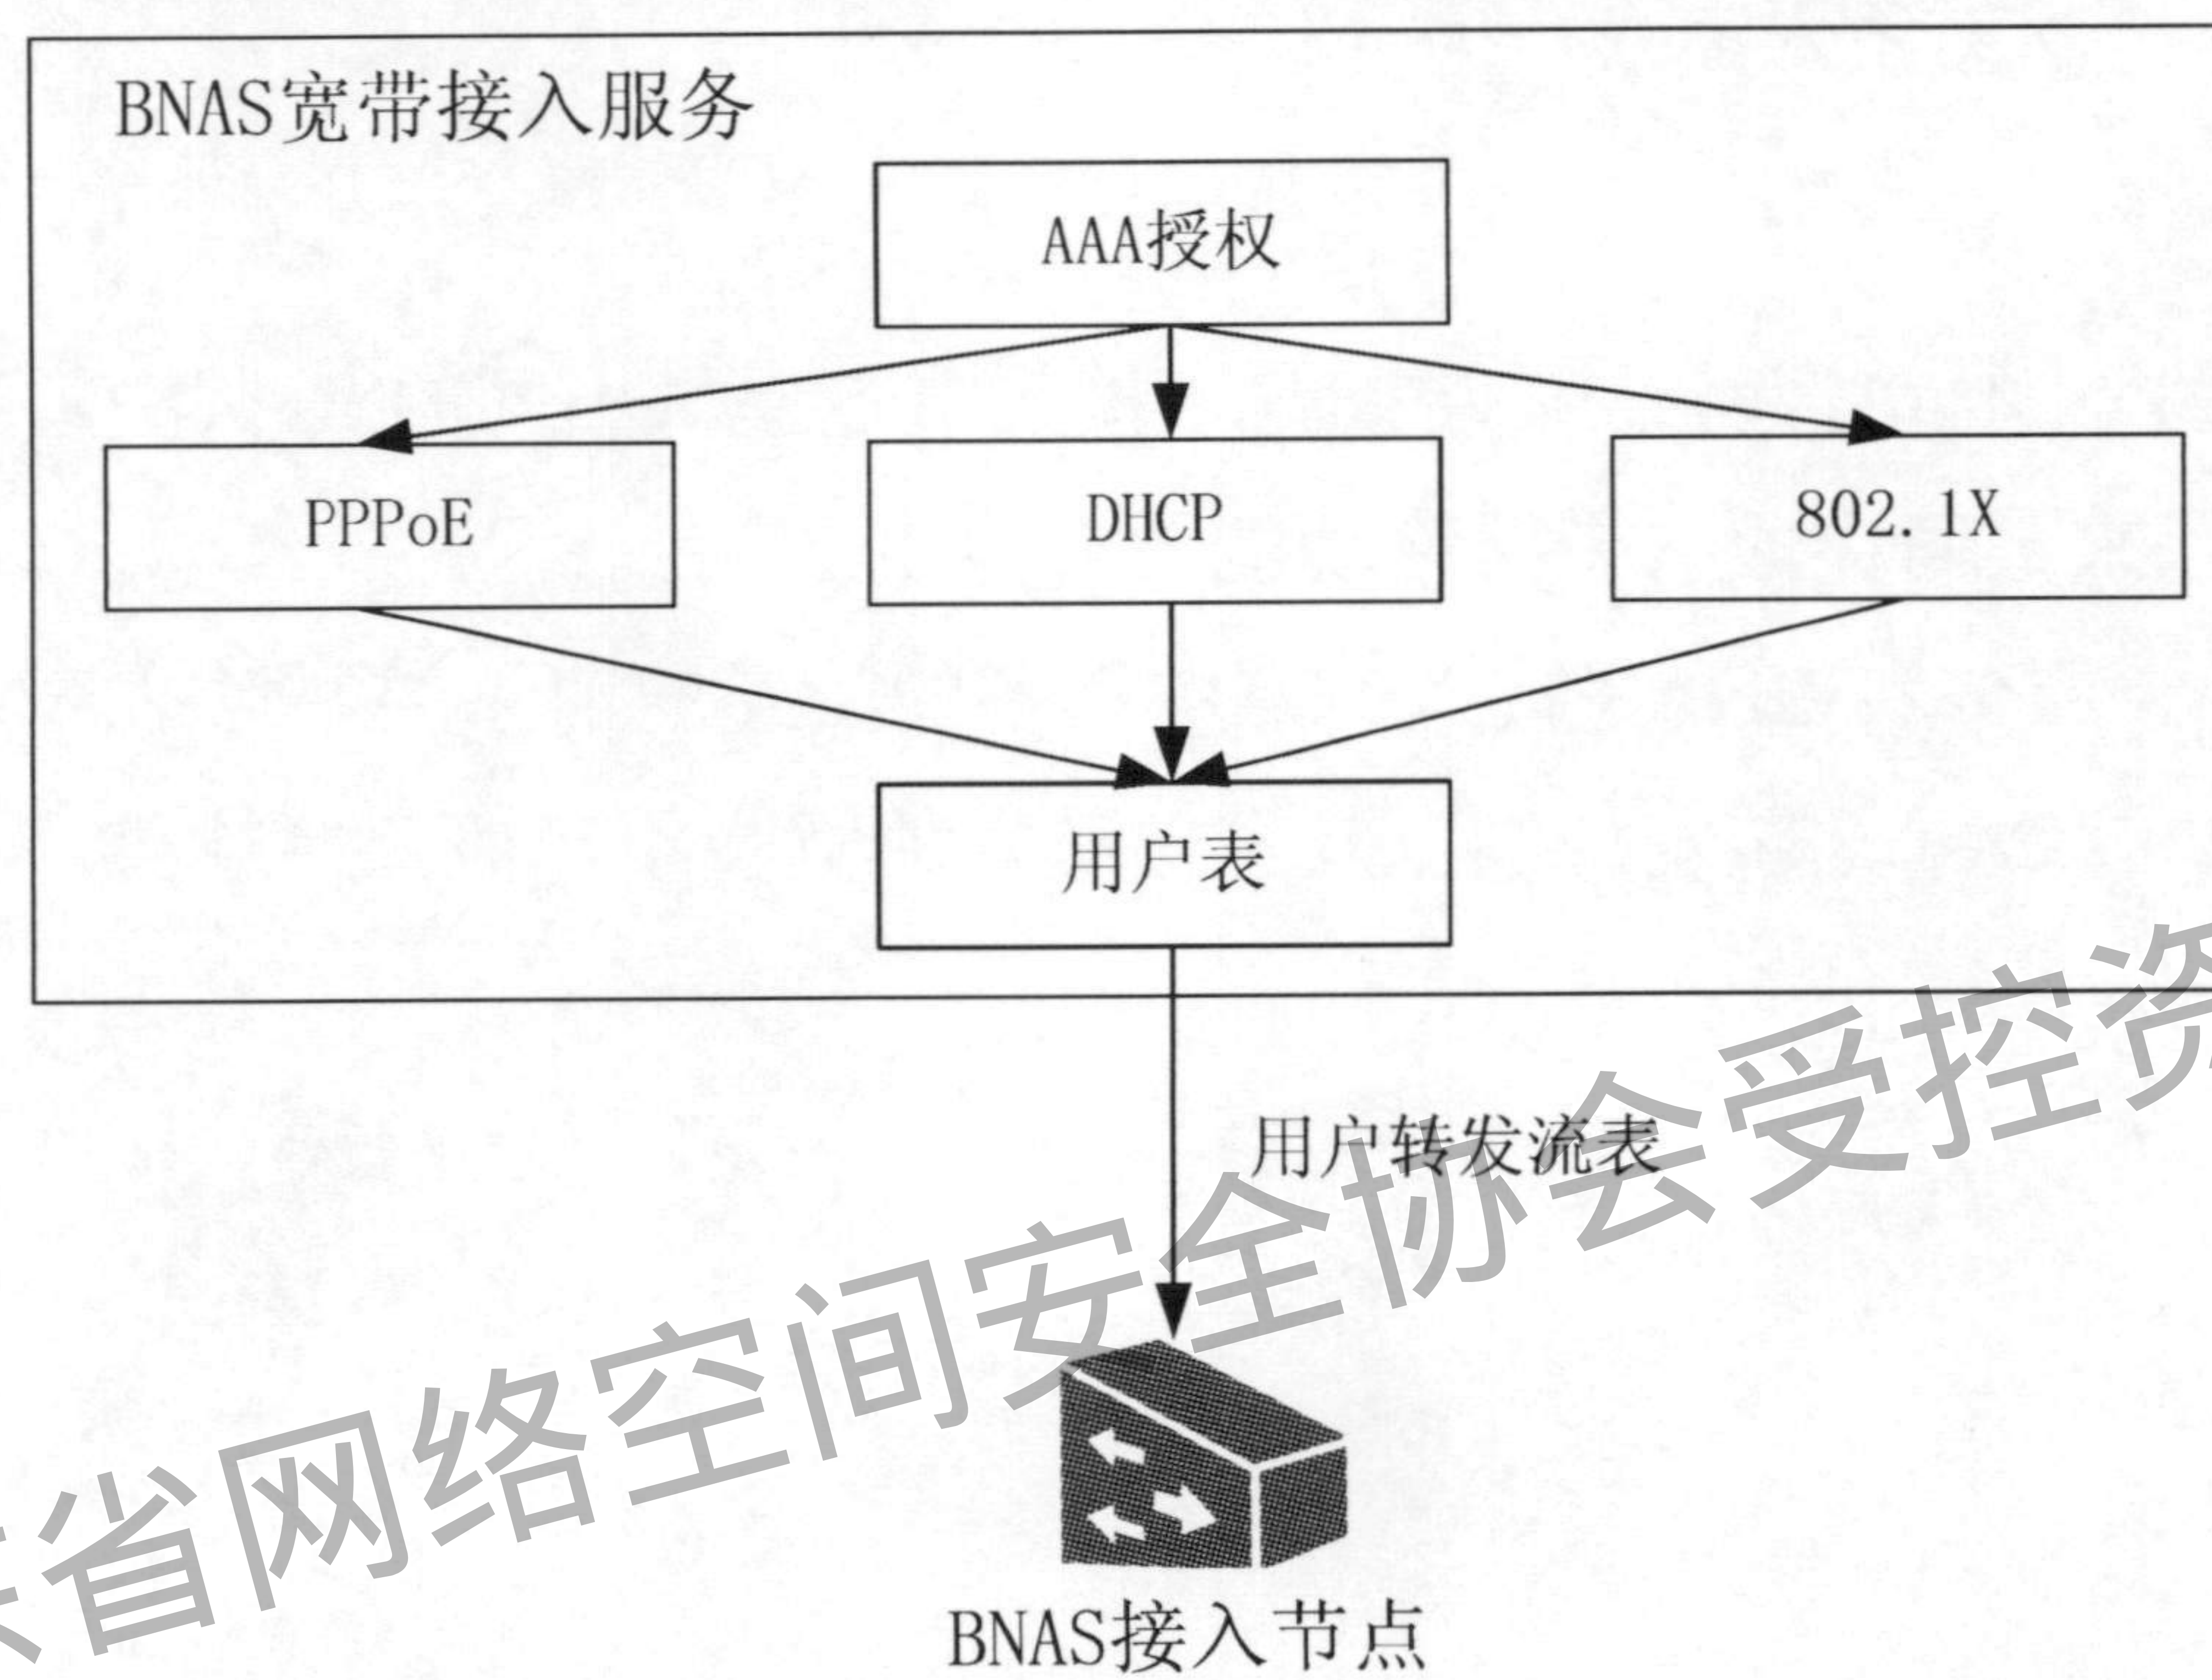 BNAS宽带接入服务
AAA授权
PPPoE
DHCP
802.1X
用户表
用户转发流表
省网络空间安全协会受控资
BNAS接入节点